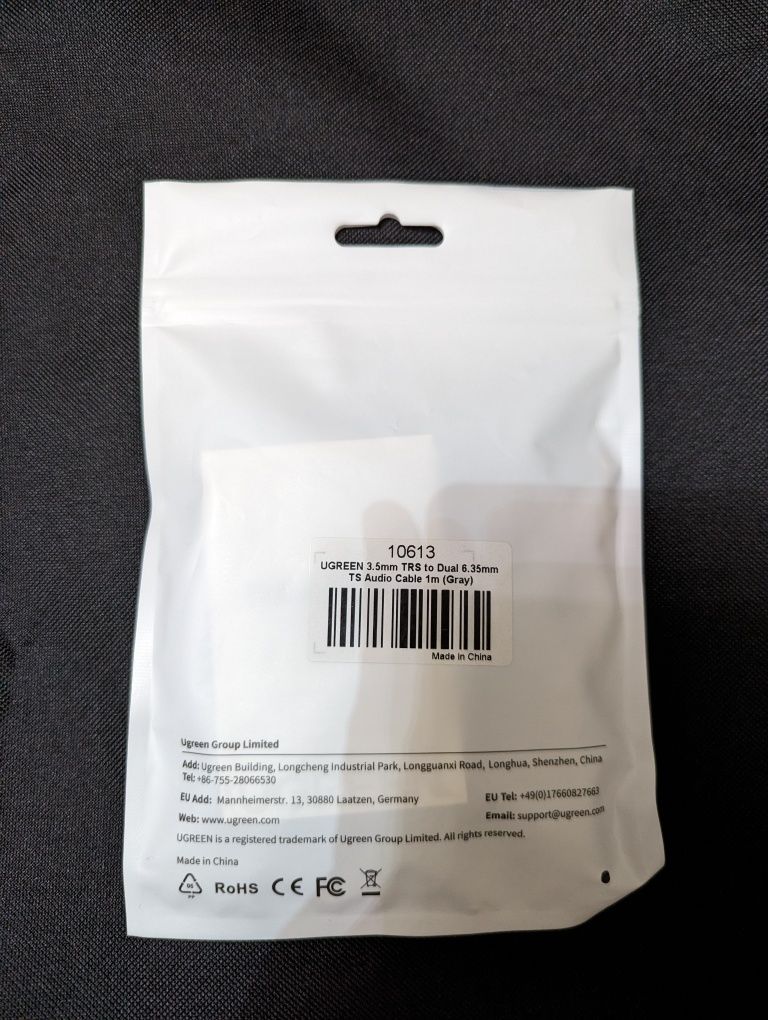 10613
UGREEN 3.5mm TRS to Dual 6.35mm
TS Audio Cable 1m (Gray)
Made in China
Ugreen Group Limited
Add: Ugreen Building, Longcheng Industrial Park, Longguanxi Road, Longhua, Shenzhen, China
Tel: +86-755-28066530
EU Add: Mannheimerstr. 13, 30880 Laatzen, Germany EU Tel: +49(0)17660827663
Web: www.ugreen.com Email: support@ugreen.com
UGREEN is a registered trademark of Ugreen Group Limited. All rights reserved.
Made in China
05
PP
RoHS CE FC